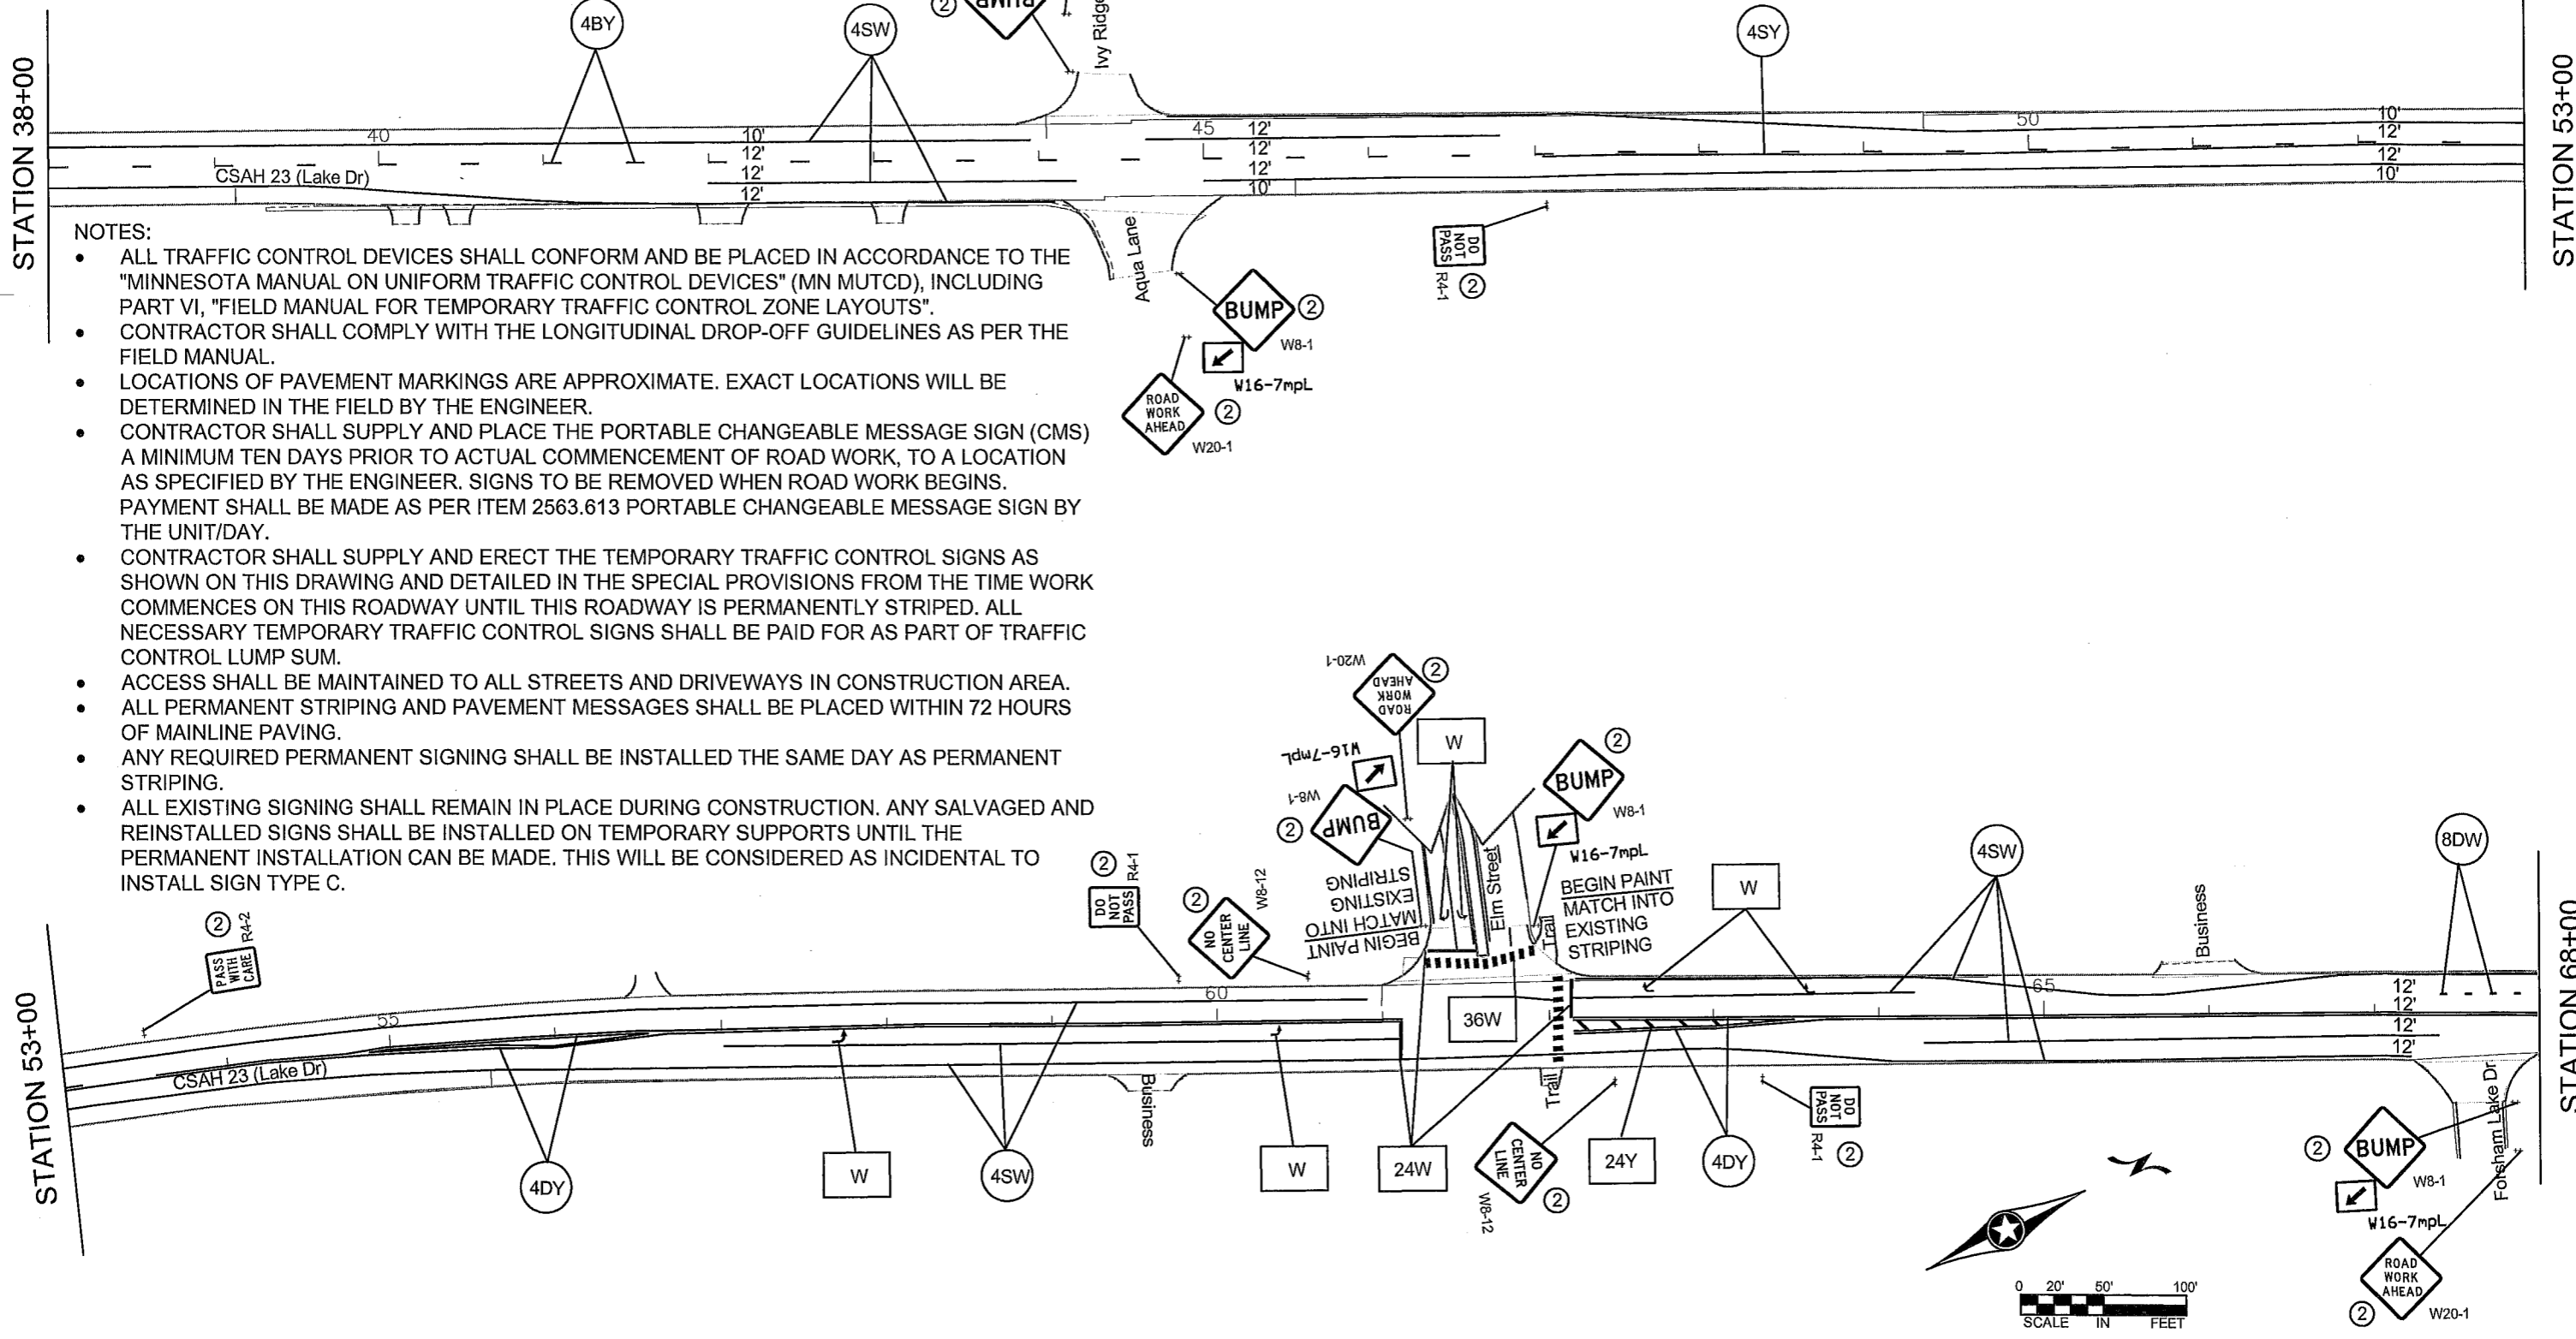 STATION 38+00
4BY
4SW
②
BUMP
Ivy Ridge
4SY
STATION 53+00
40
10'
12'
12'
12'
45
12'
12'
12'
10'
50
10'
12'
12'
12'
10'
CSAH 23 (Lake Dr)
Aqua Lane
BUMP
②
W8-1
W16-7mpL
ROAD
WORK
AHEAD
②
W20-1
DO
NOT
PASS
R4-1
②
NOTES:
• ALL TRAFFIC CONTROL DEVICES SHALL CONFORM AND BE PLACED IN ACCORDANCE TO THE
"MINNESOTA MANUAL ON UNIFORM TRAFFIC CONTROL DEVICES" (MN MUTCD), INCLUDING
PART VI, "FIELD MANUAL FOR TEMPORARY TRAFFIC CONTROL ZONE LAYOUTS".
• CONTRACTOR SHALL COMPLY WITH THE LONGITUDINAL DROP-OFF GUIDELINES AS PER THE
FIELD MANUAL.
• LOCATIONS OF PAVEMENT MARKINGS ARE APPROXIMATE. EXACT LOCATIONS WILL BE
DETERMINED IN THE FIELD BY THE ENGINEER.
• CONTRACTOR SHALL SUPPLY AND PLACE THE PORTABLE CHANGEABLE MESSAGE SIGN (CMS)
A MINIMUM TEN DAYS PRIOR TO ACTUAL COMMENCEMENT OF ROAD WORK, TO A LOCATION
AS SPECIFIED BY THE ENGINEER. SIGNS TO BE REMOVED WHEN ROAD WORK BEGINS.
PAYMENT SHALL BE MADE AS PER ITEM 2563.613 PORTABLE CHANGEABLE MESSAGE SIGN BY
THE UNIT/DAY.
• CONTRACTOR SHALL SUPPLY AND ERECT THE TEMPORARY TRAFFIC CONTROL SIGNS AS
SHOWN ON THIS DRAWING AND DETAILED IN THE SPECIAL PROVISIONS FROM THE TIME WORK
COMMENCES ON THIS ROADWAY UNTIL THIS ROADWAY IS PERMANENTLY STRIPED. ALL
NECESSARY TEMPORARY TRAFFIC CONTROL SIGNS SHALL BE PAID FOR AS PART OF TRAFFIC
CONTROL LUMP SUM.
• ACCESS SHALL BE MAINTAINED TO ALL STREETS AND DRIVEWAYS IN CONSTRUCTION AREA.
• ALL PERMANENT STRIPING AND PAVEMENT MESSAGES SHALL BE PLACED WITHIN 72 HOURS
OF MAINLINE PAVING.
• ANY REQUIRED PERMANENT SIGNING SHALL BE INSTALLED THE SAME DAY AS PERMANENT
STRIPING.
• ALL EXISTING SIGNING SHALL REMAIN IN PLACE DURING CONSTRUCTION. ANY SALVAGED AND
REINSTALLED SIGNS SHALL BE INSTALLED ON TEMPORARY SUPPORTS UNTIL THE
PERMANENT INSTALLATION CAN BE MADE. THIS WILL BE CONSIDERED AS INCIDENTAL TO
INSTALL SIGN TYPE C.
STATION 53+00
②
R4-2
PASS
WITH
CARE
②
R4-1
DO
NOT
PASS
②
W8-12
NO
CENTER
LINE
W20-1
ROAD
WORK
AHEAD
②
W16-7mpL
W8-1
②
BUMP
BEGIN PAINT
MATCH INTO
EXISTING
STRIPING
W
Elm Street
BUMP
②
W8-1
W16-7mpL
BEGIN PAINT
MATCH INTO
EXISTING
STRIPING
Trail
W
4SW
Business
8DW
STATION 68+00
55
60
65
12'
12'
12'
12'
36W
CSAH 23 (Lake Dr)
4DY
W
4SW
Business
W
24W
Trail
NO
CENTER
LINE
②
W8-12
24Y
4DY
DO
NOT
PASS
R4-1
②
Forsham Lake Dr
②
BUMP
W8-1
W16-7mpL
ROAD
WORK
AHEAD
②
W20-1
0 20' 50' 100'
SCALE IN FEET